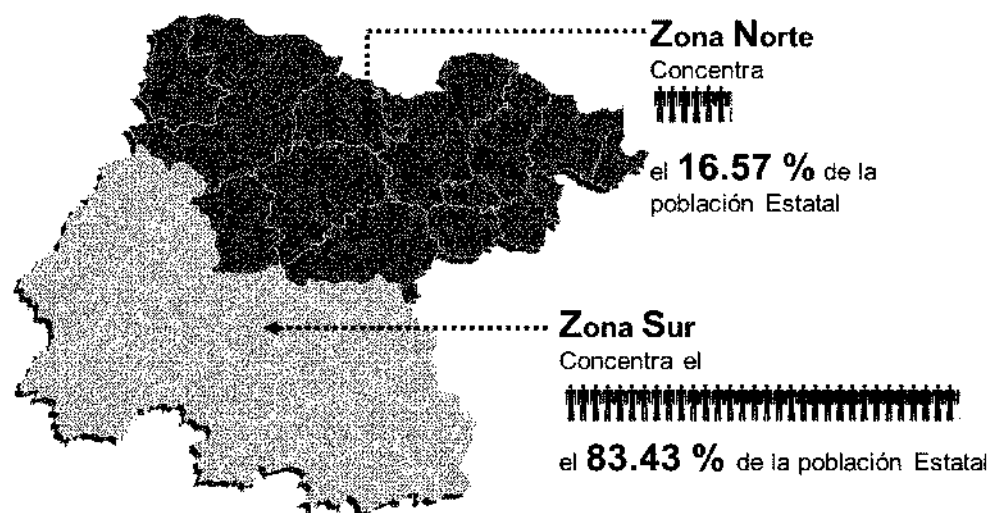 Zona Norte
Concentra
el 16.57 % de la
población Estatal
Zona Sur
Concentra el
el 83.43 % de la población Estatal